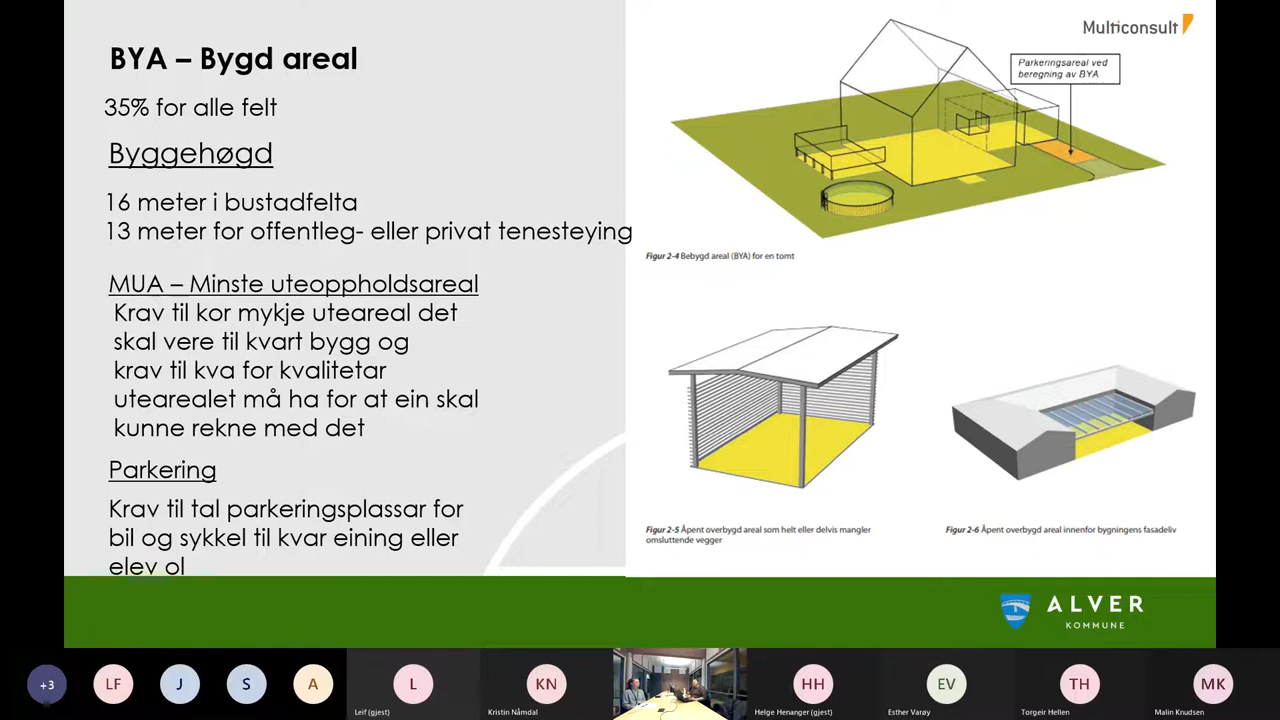 BYA – Bygd areal
35% for alle felt
Byggehøgd
16 meter i bustadfelta
13 meter for offentleg- eller privat tenesteying
MUA – Minste uteoppholdsareal
Krav til kor mykje uteareal det
skal vere til kvart bygg og
krav til kva for kvalitetar
utearealet må ha for at ein skal
kunne rekne med det
Parkering
Krav til tal parkeringsplassar for
bil og sykkel til kvar eining eller
elev ol
Multiconsult
Parkeringsareal ved
beregning av BYA
Figur 2-4 Bebygd areal (BYA) for en tomt
Figur 2-5 Åpent overbygd areal som helt eller delvis mangler
omsluttende vegger
Figur 2-6 Åpent overbygd areal innenfor bygningens fasadeliv
ALVER
KOMMUNE
+3
LF
J
S
A
L
KN
HH
EV
TH
MK
Leif (gjest)
Kristin Nåmdal
Helge Henanger (gjest)
Esther Varøy
Torgeir Hellen
Malin Knudsen